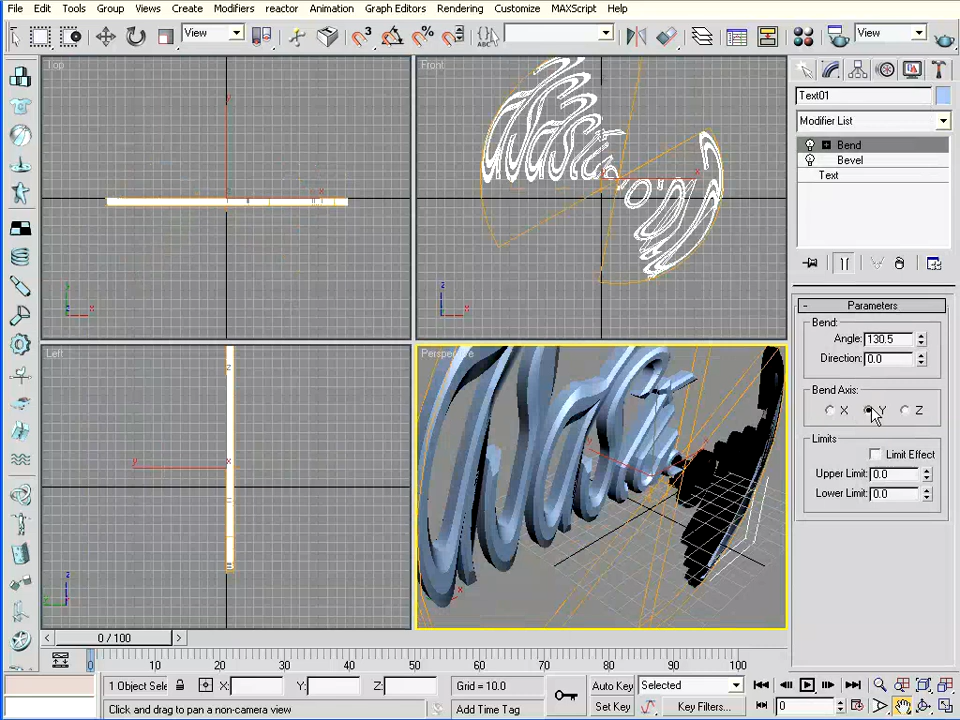 File Edit Tools Group Views Create Modifiers reactor Animation Graph Editors Rendering Customize MAXScript Help
View
ABC
View
Top
Front
Left
Perspective
Text01
Modifier List
Bend
Bevel
Text
Parameters
Bend:
Angle: 130.5
Direction: 0.0
Bend Axis:
X Y Z
Limits
Limit Effect
Upper Limit: 0.0
Lower Limit: 0.0
0 / 100
0 10 20 30 40 50 60 70 80 90 100
1 Object Sele X: Y: Z: Grid = 10.0 Auto Key Selected
Click and drag to pan a non-camera view Add Time Tag Set Key Key Filters... 0